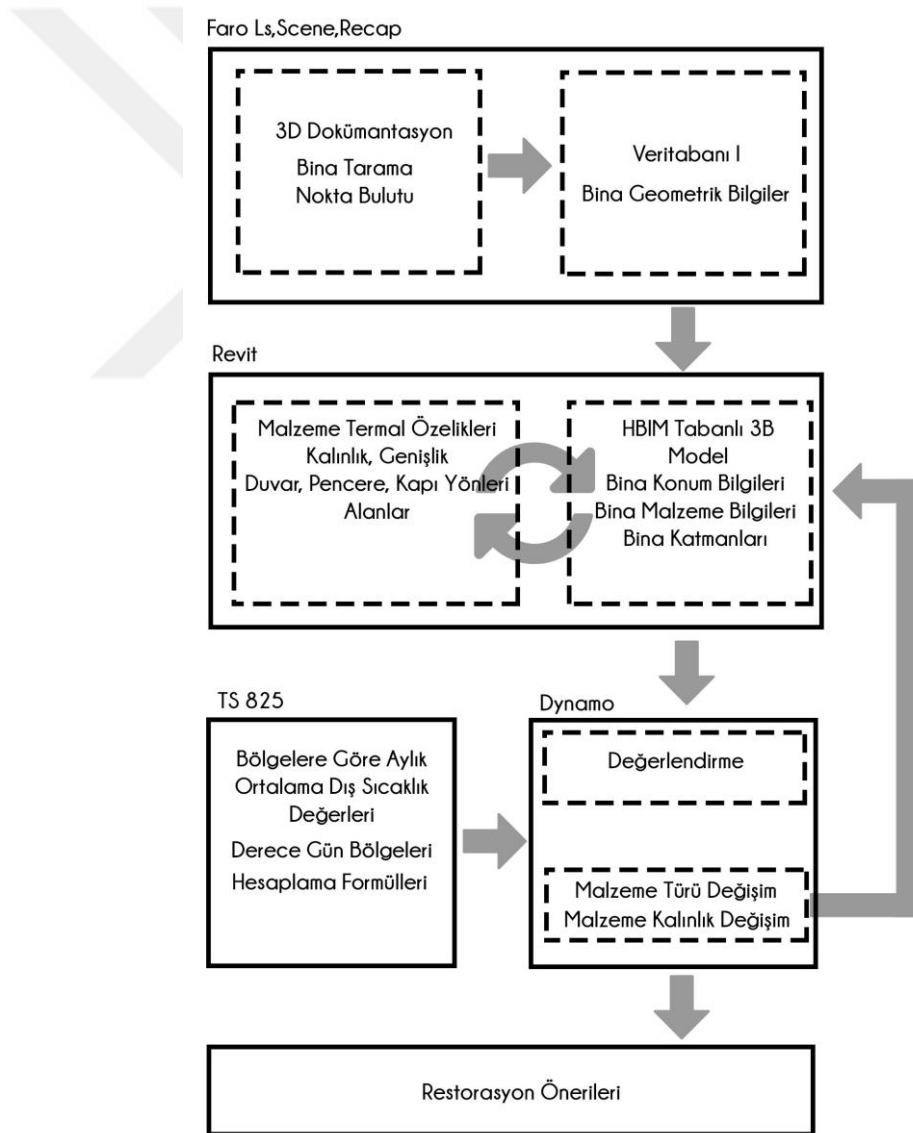 Faro Ls,Scene,Recap
3D Dokümantasyon
Bina Tarama
Nokta Bulutu
Veritabanı I
Bina Geometrik Bilgiler
Revit
Malzeme Termal Özelikleri
Kalınlık, Genişlik
Duvar, Pencere, Kapı Yönleri
Alanlar
HBIM Tabanlı 3B
Model
Bina Konum Bilgileri
Bina Malzeme Bilgileri
Bina Katmanları
TS 825
Bölgelere Göre Aylık
Ortalama Dış Sıcaklık
Değerleri
Derece Gün Bölgeleri
Hesaplama Formülleri
Dynamo
Değerlendirme
Malzeme Türü Değişim
Malzeme Kalınlık Değişim
Restorasyon Önerileri